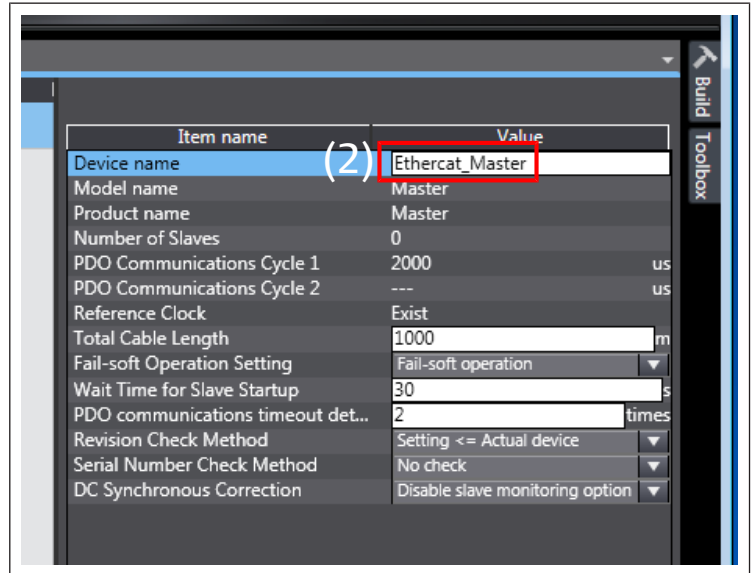 Build
Toolbox
Item name Value
(2)
Device name Ethercat_Master
Model name Master
Product name Master
Number of Slaves 0
PDO Communications Cycle 1 2000 us
PDO Communications Cycle 2 --- us
Reference Clock Exist
Total Cable Length 1000 m
Fail-soft Operation Setting Fail-soft operation
Wait Time for Slave Startup 30 s
PDO communications timeout det... 2 times
Revision Check Method Setting <= Actual device
Serial Number Check Method No check
DC Synchronous Correction Disable slave monitoring option